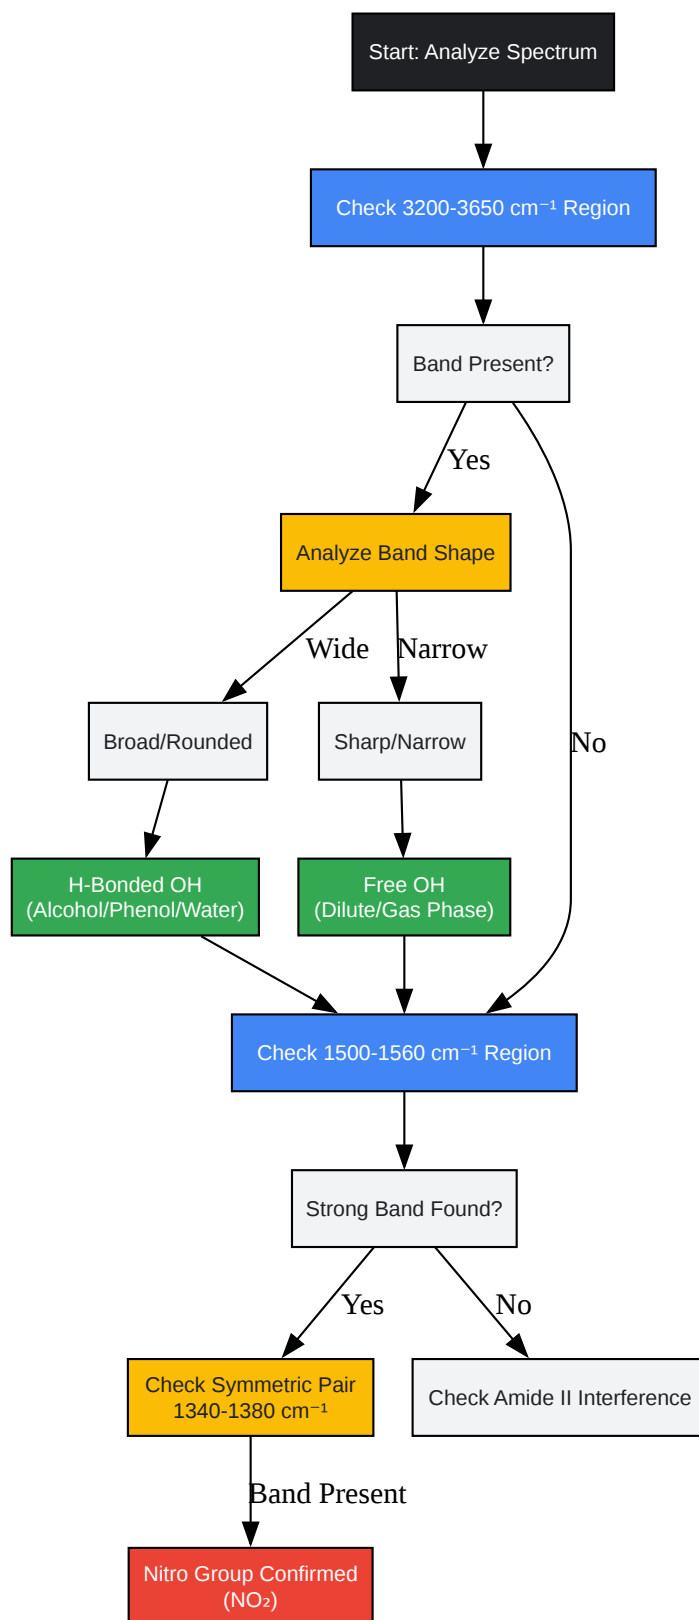 Start: Analyze Spectrum
Check 3200-3650 cm⁻¹ Region
Band Present?
Yes
Analyze Band Shape
Wide
Narrow
Broad/Rounded
Sharp/Narrow
No
H-Bonded OH
(Alcohol/Phenol/Water)
Free OH
(Dilute/Gas Phase)
Check 1500-1560 cm⁻¹ Region
Strong Band Found?
Yes
No
Check Symmetric Pair
1340-1380 cm⁻¹
Check Amide II Interference
Band Present
Nitro Group Confirmed
(NO₂)